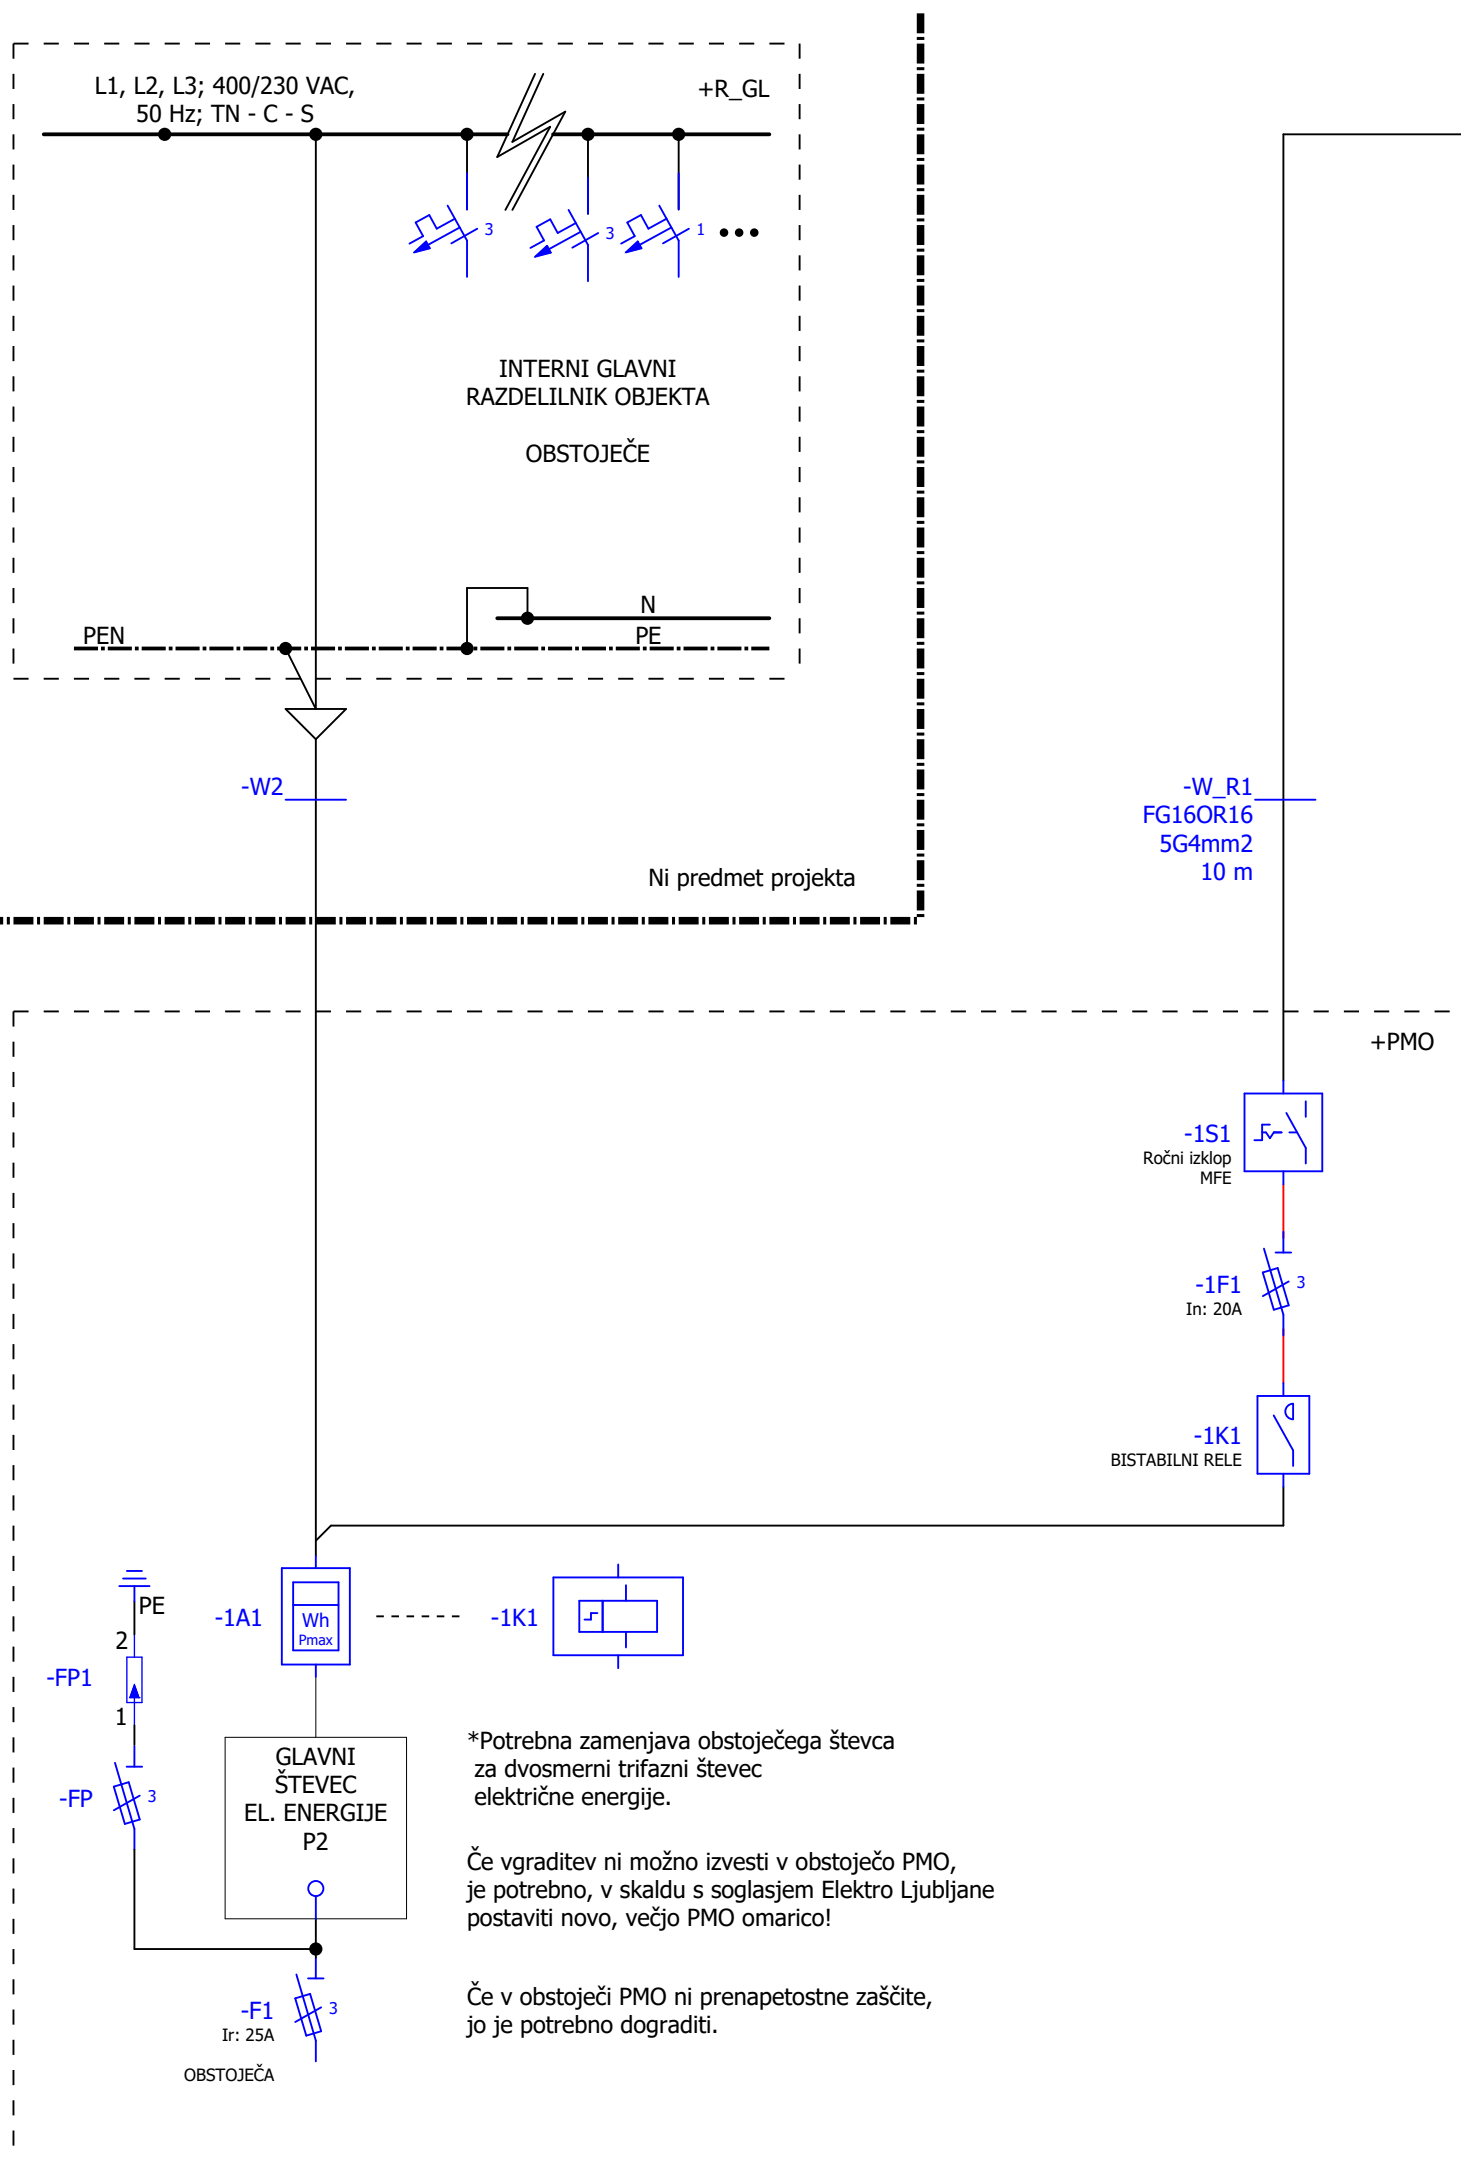 L1, L2, L3; 400/230 VAC,
50 Hz; TN - C - S
+R_GL
3
3
1
INTERNI GLAVNI
RAZDELILNIK OBJEKTA
OBSTOJEČE
N
PEN
PE
-W2
Ni predmet projekta
-W_R1
FG16OR16
5G4mm2
10 m
+PMO
-1S1
Ročni izklop
MFE
-1F1
3
In: 20A
-1K1
BISTABILNI RELE
PE
2
-FP1
1
-FP
3
-1A1
Wh
Pmax
-1K1
GLAVNI
ŠTEVEC
EL. ENERGIJE
P2
*Potrebna zamenjava obstoječega števca
za dvosmerni trifazni števec
električne energije.
Če vgraditev ni možno izvesti v obstoječo PMO,
je potrebno, v skaldu s soglasjem Elektro Ljubljane
postaviti novo, večjo PMO omarico!
-F1
3
Ir: 25A
OBSTOJEČA
Če v obstoječi PMO ni prenapetostne zaščite,
jo je potrebno dograditi.